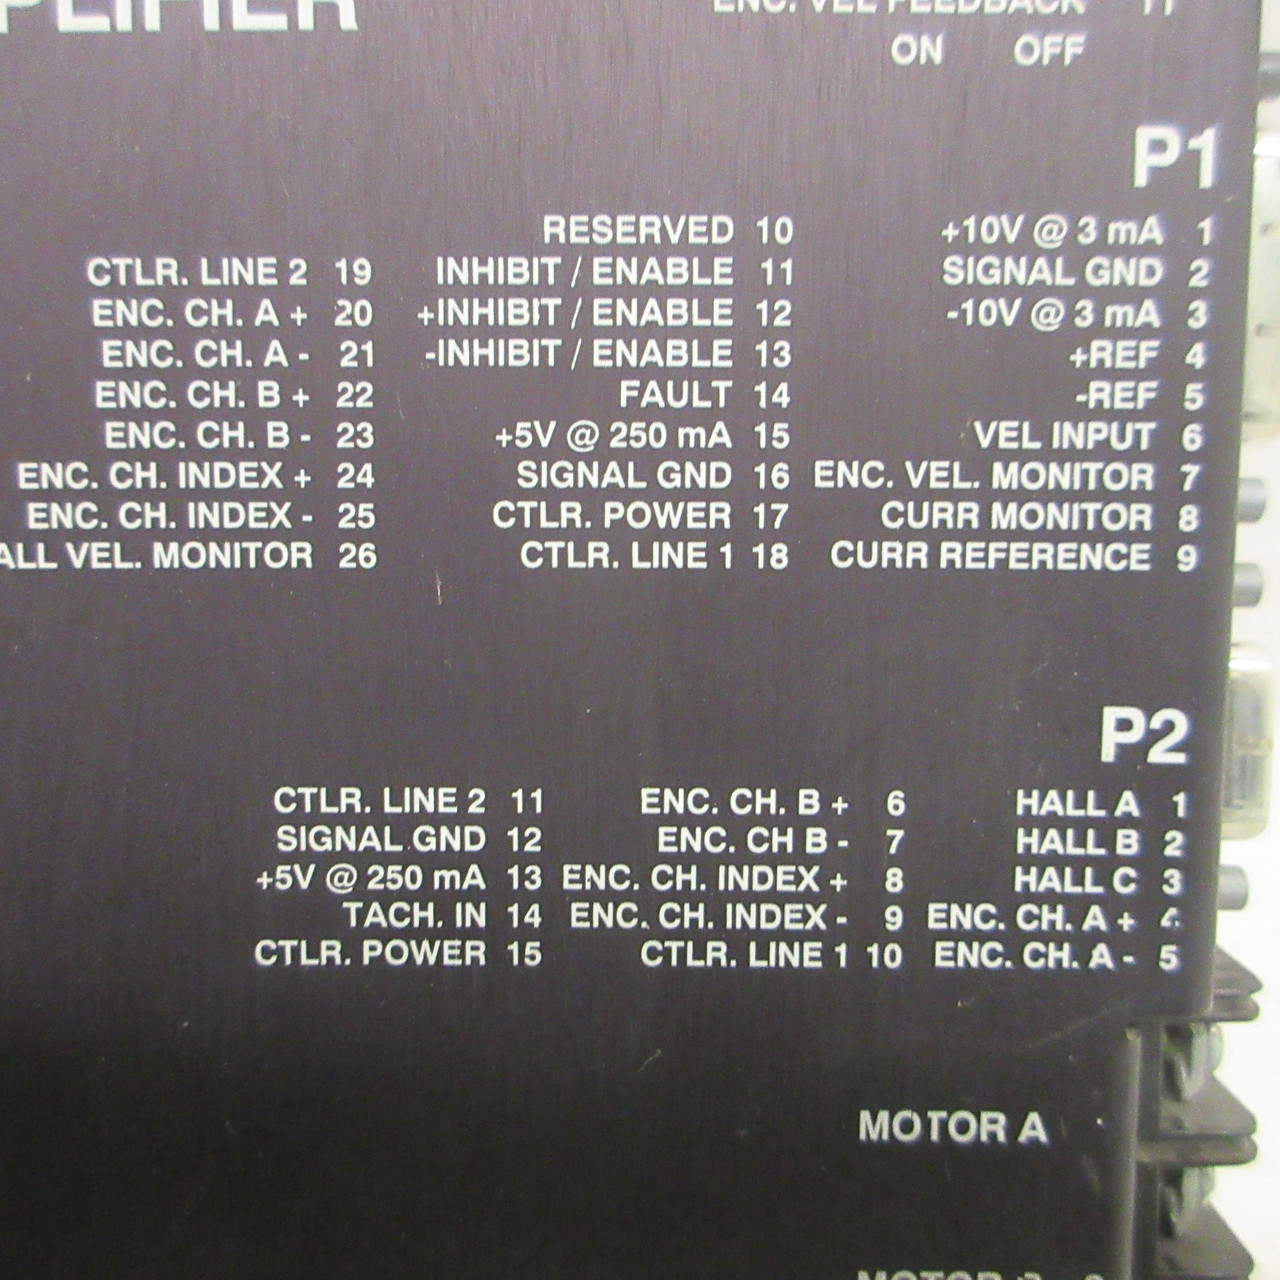 ENC. VEL FEEDBACK 11
ON OFF
P1
RESERVED 10 +10V @ 3 mA 1
CTLR. LINE 2 19 INHIBIT / ENABLE 11 SIGNAL GND 2
ENC. CH. A + 20 +INHIBIT / ENABLE 12 -10V @ 3 mA 3
ENC. CH. A - 21 -INHIBIT / ENABLE 13 +REF 4
ENC. CH. B + 22 FAULT 14 -REF 5
ENC. CH. B - 23 +5V @ 250 mA 15 VEL INPUT 6
ENC. CH. INDEX + 24 SIGNAL GND 16 ENC. VEL. MONITOR 7
ENC. CH. INDEX - 25 CTLR. POWER 17 CURR MONITOR 8
ALL VEL. MONITOR 26 CTLR. LINE 1 18 CURR REFERENCE 9
P2
CTLR. LINE 2 11 ENC. CH. B + 6 HALL A 1
SIGNAL GND 12 ENC. CH B - 7 HALL B 2
+5V @ 250 mA 13 ENC. CH. INDEX + 8 HALL C 3
TACH. IN 14 ENC. CH. INDEX - 9 ENC. CH. A + 4
CTLR. POWER 15 CTLR. LINE 1 10 ENC. CH. A - 5
MOTOR A
MOTOR